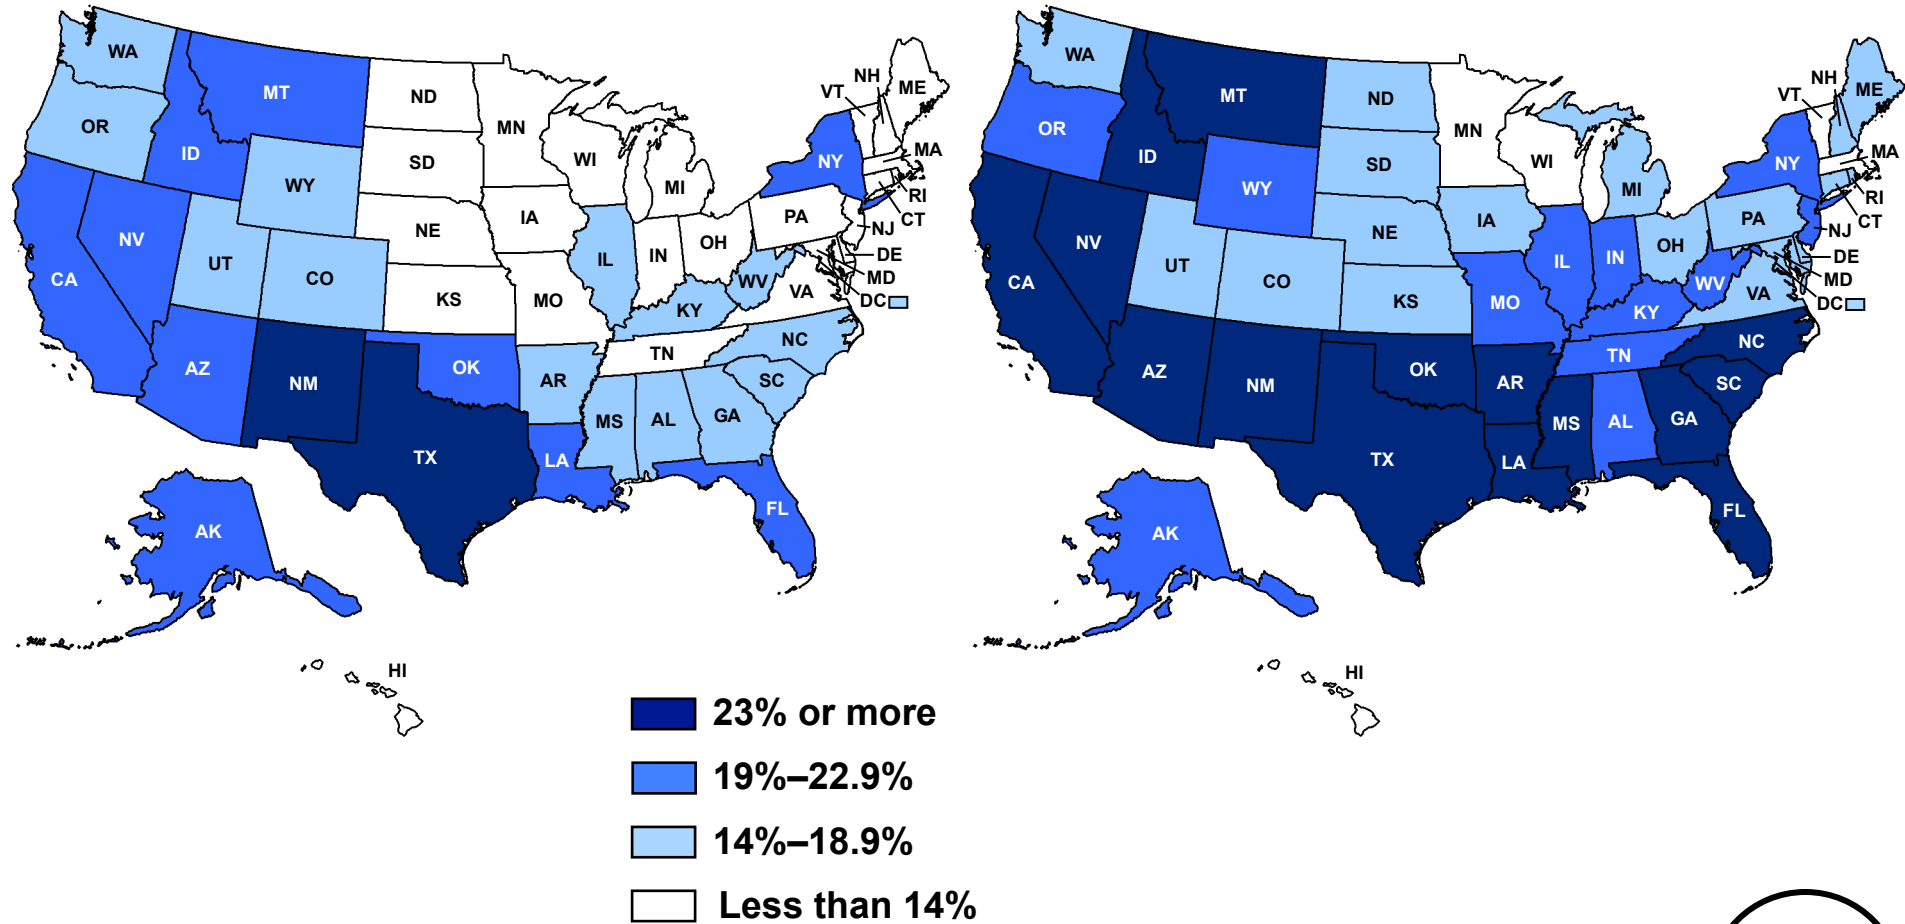 WA
MT
ND
MN
VT
NH
ME
OR
ID
SD
WI
MI
NY
MA
RI
CT
WY
NE
IA
PA
NJ
NV
UT
CO
IL
IN
OH
DE
MD
CA
KS
MO
WV
VA
DC
KY
AZ
NM
OK
AR
TN
NC
SC
MS
AL
GA
TX
LA
FL
AK
HI
WA
MT
ND
MN
VT
NH
ME
OR
ID
SD
WI
MI
NY
MA
RI
CT
WY
NE
IA
PA
NJ
NV
UT
CO
IL
IN
OH
DE
MD
CA
KS
MO
WV
VA
DC
KY
AZ
NM
OK
AR
TN
NC
SC
MS
AL
GA
TX
LA
FL
AK
HI
23% or more
19%–22.9%
14%–18.9%
Less than 14%